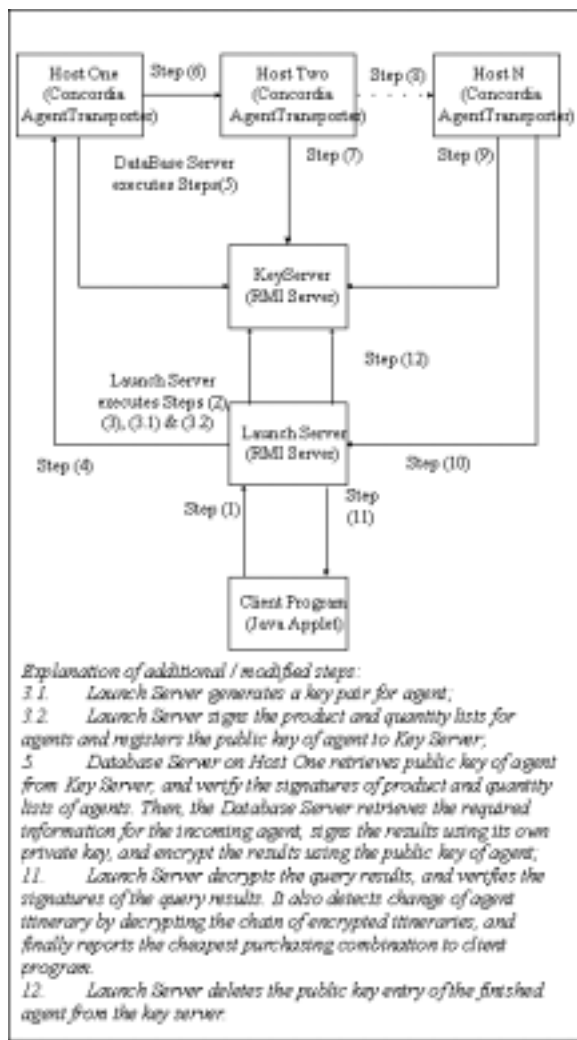 Host One
(Concordia
AgentTransporter)
Step (6)
Host Two
(Concordia
AgentTransporter)
Step (8)
Host N
(Concordia
AgentTransporter)
DataBase Server
executes Steps(5)
Step (7)
Step (9)
KeyServer
(RMI Server)
Step (12)
Launch Server
executes Steps (2),
(3), (3.1) & (3.2)
Launch Server
(RMI Server)
Step (4)
Step (10)
Step (1)
Step
(11)
Client Program
(Java Applet)
Explanation of additional / modified steps:
3.1. Launch Server generates a key pair for agent;
3.2. Launch Server signs the product and quantity lists for
agents and registers the public key of agent to Key Server;
5. Database Server on Host One retrieves public key of agent
from Key Server, and verify the signatures of product and quantity
lists of agents. Then, the Database Server retrieves the required
information for the incoming agent, signs the results using its own
private key, and encrypt the results using the public key of agent;
11. Launch Server decrypts the query results, and verifies the
signatures of the query results. It also detects change of agent
itinerary by decrypting the chain of encrypted itineraries, and
finally reports the cheapest purchasing combination to client
program.
12. Launch Server deletes the public key entry of the finished
agent from the key server.